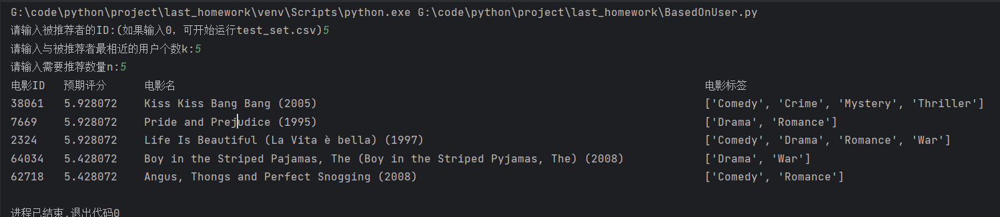 G:\code\python\project\last_homework\venv\Scripts\python.exe G:\code\python\project\last_homework\BasedOnUser.py
请输入被推荐者的ID:(如果输入0，可开始运行test_set.csv)5
请输入与被推荐者最相近的用户个数k:5
请输入需要推荐数量n:5
电影ID 预期评分 电影名 电影标签
38061 5.928072 Kiss Kiss Bang Bang (2005) ['Comedy', 'Crime', 'Mystery', 'Thriller']
7669 5.928072 Pride and Prejudice (1995) ['Drama', 'Romance']
2324 5.928072 Life Is Beautiful (La Vita è bella) (1997) ['Comedy', 'Drama', 'Romance', 'War']
64034 5.428072 Boy in the Striped Pajamas, The (Boy in the Striped Pyjamas, The) (2008) ['Drama', 'War']
62718 5.428072 Angus, Thongs and Perfect Snogging (2008) ['Comedy', 'Romance']
进程已结束,退出代码0